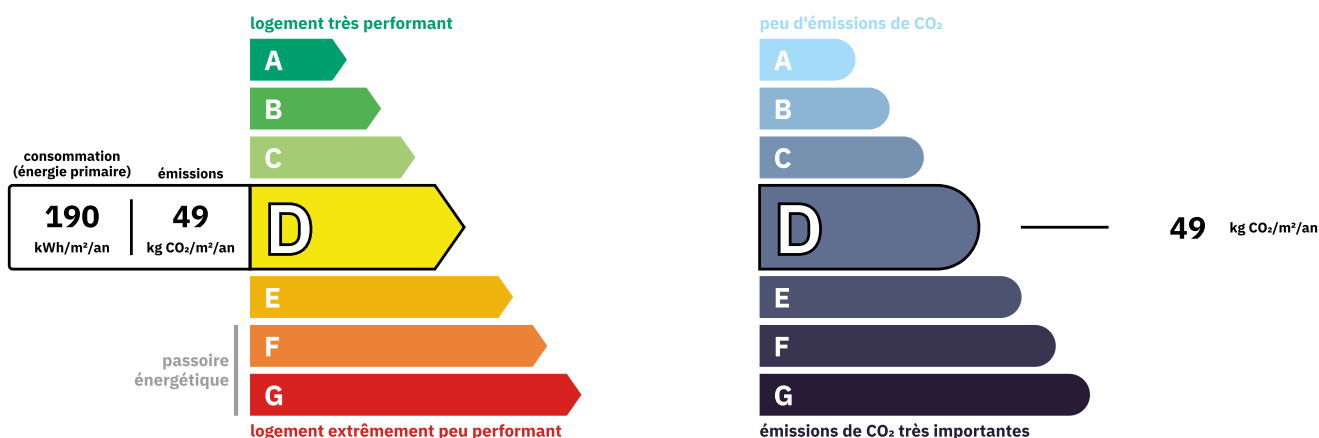 logement très performant
A
B
C
consommation
(énergie primaire)
émissions
190
kWh/m²/an
49
kg CO₂/m²/an
D
E
F
G
passoire
énergétique
logement extrêmement peu performant
peu d'émissions de CO₂
A
B
C
D
49
kg CO₂/m²/an
E
F
G
émissions de CO₂ très importantes